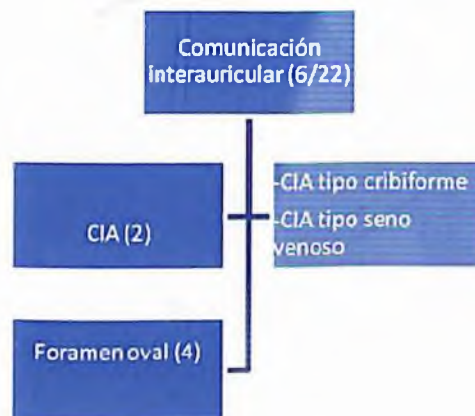 Comunicación
interauricular (6/22)
CIA (2)
-CIA tipo cribiforme
-CIA tipo seno
venoso
Foramen oval (4)